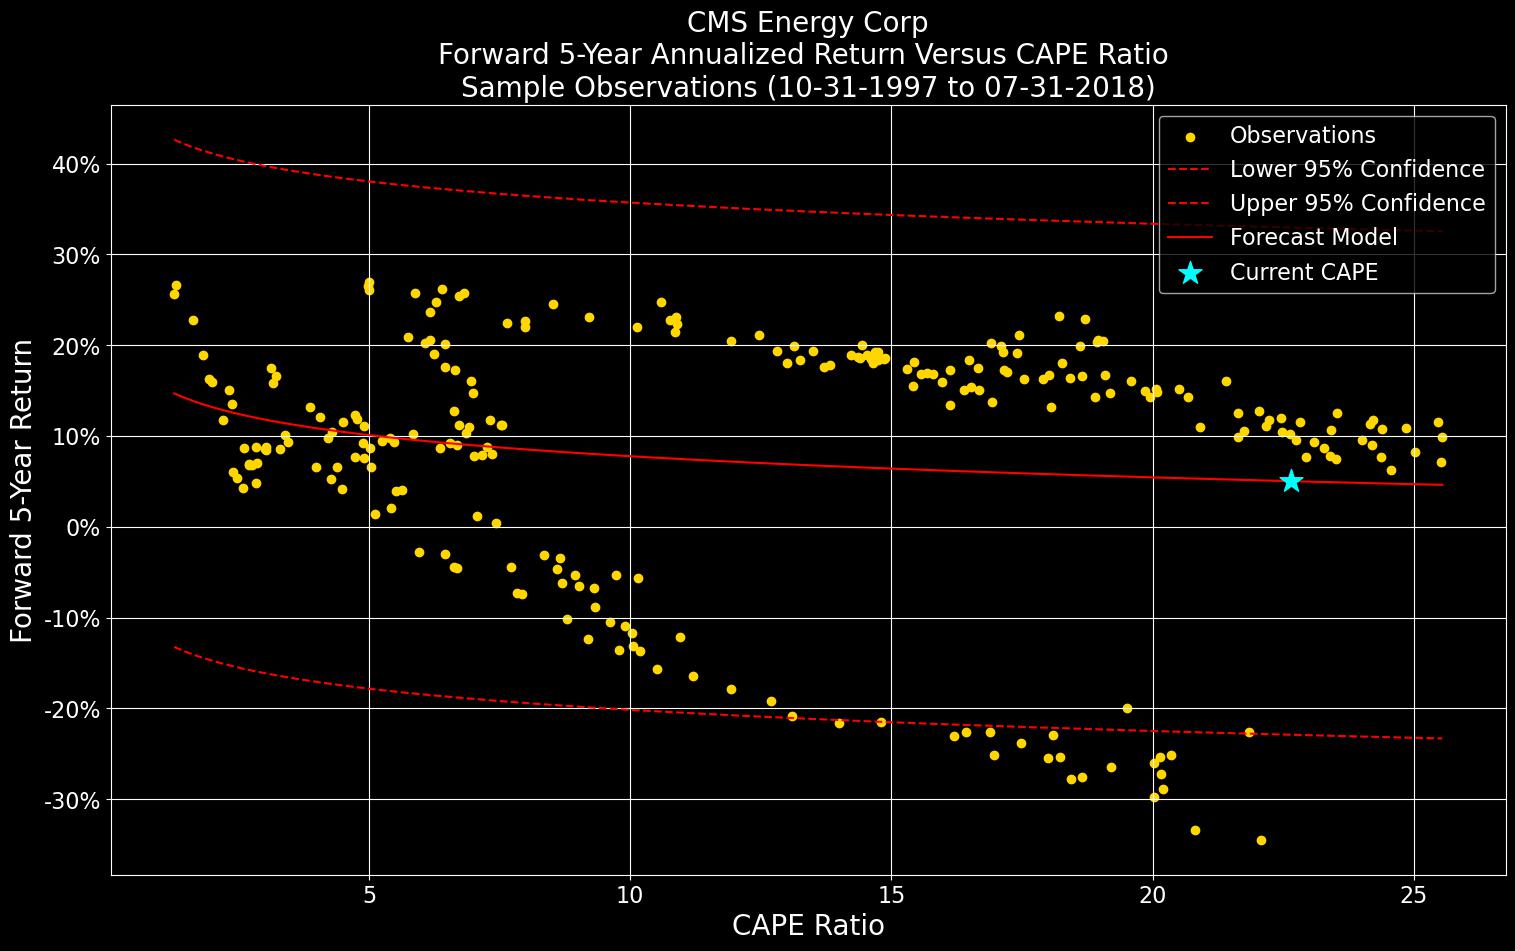 CMS Energy Corp
Forward 5-Year Annualized Return Versus CAPE Ratio
Sample Observations (10-31-1997 to 07-31-2018)
Observations
Lower 95% Confidence
Upper 95% Confidence
Forecast Model
Current CAPE
Forward 5-Year Return
40%
30%
20%
10%
0%
-10%
-20%
-30%
5 10 15 20 25
CAPE Ratio